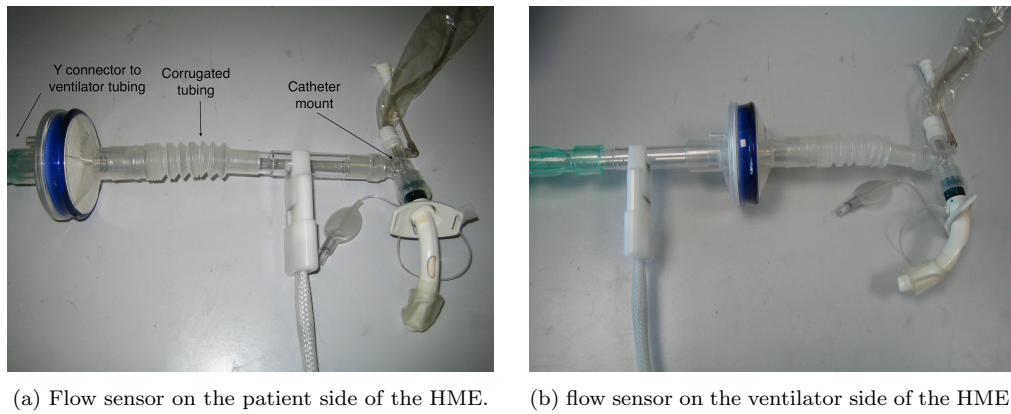 Y connector to
ventilator tubing
Corrugated
tubing
Catheter
mount
(a) Flow sensor on the patient side of the HME.
(b) flow sensor on the ventilator side of the HME